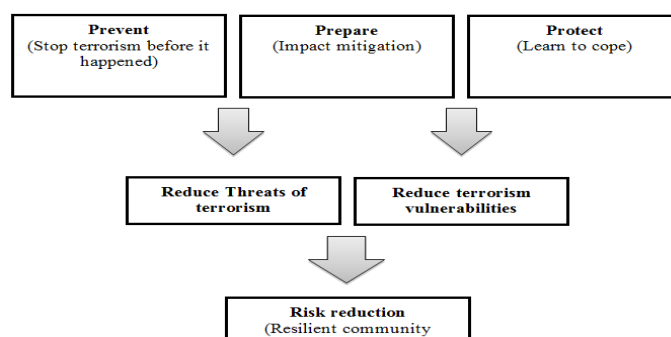 Prevent
(Stop terrorism before it
happened)
Prepare
(Impact mitigation)
Protect
(Learn to cope)
Reduce Threats of
terrorism
Reduce terrorism
vulnerabilities
Risk reduction
(Resilient community